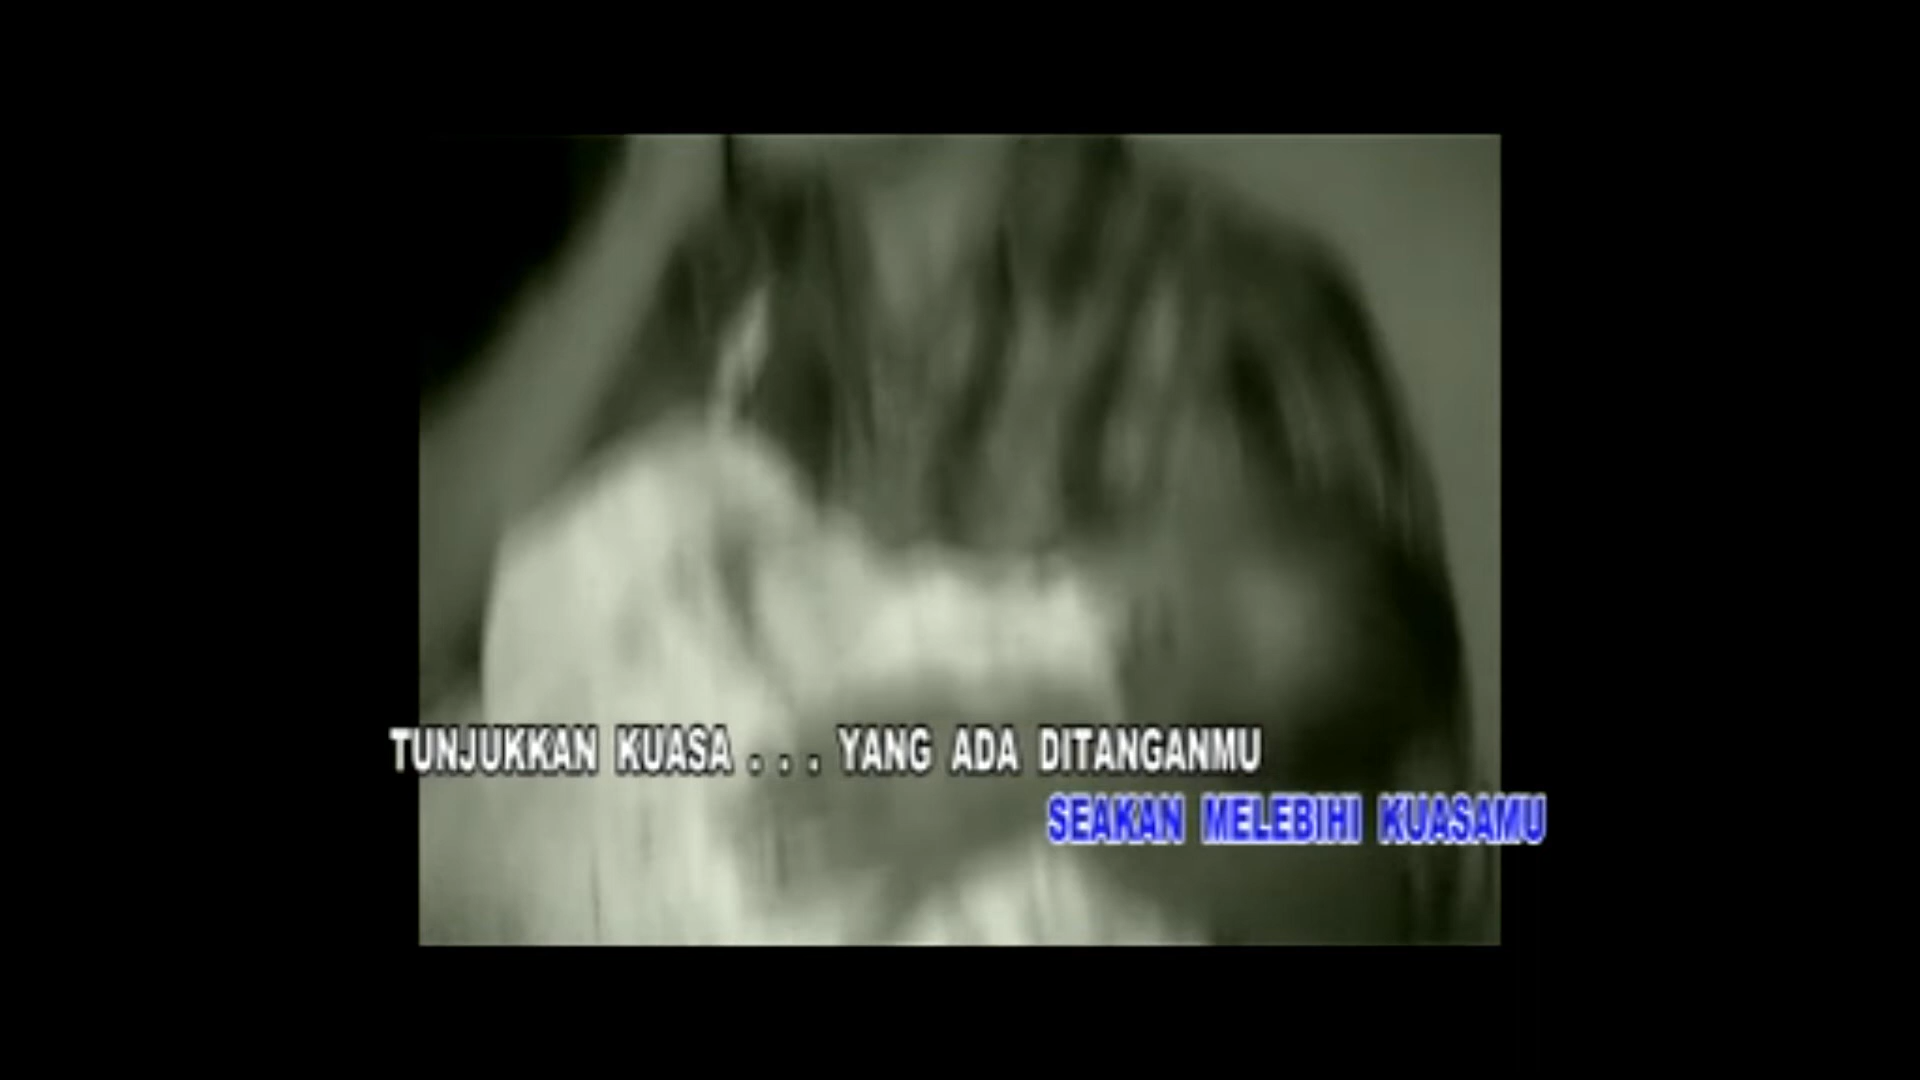 TUNJUKKAN KUASA . . . YANG ADA DITANGANMU
SEAKAN MELEBIHI KUASAMU